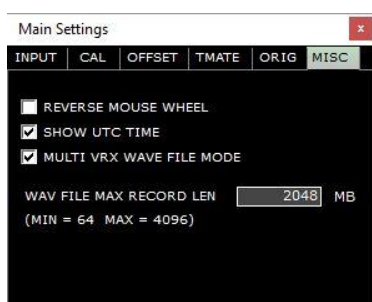 Main Settings x
INPUT CAL OFFSET TMATE ORIG MISC
REVERSE MOUSE WHEEL
SHOW UTC TIME
MULTI VRX WAVE FILE MODE
WAV FILE MAX RECORD LEN 2048 MB
(MIN = 64 MAX = 4096)